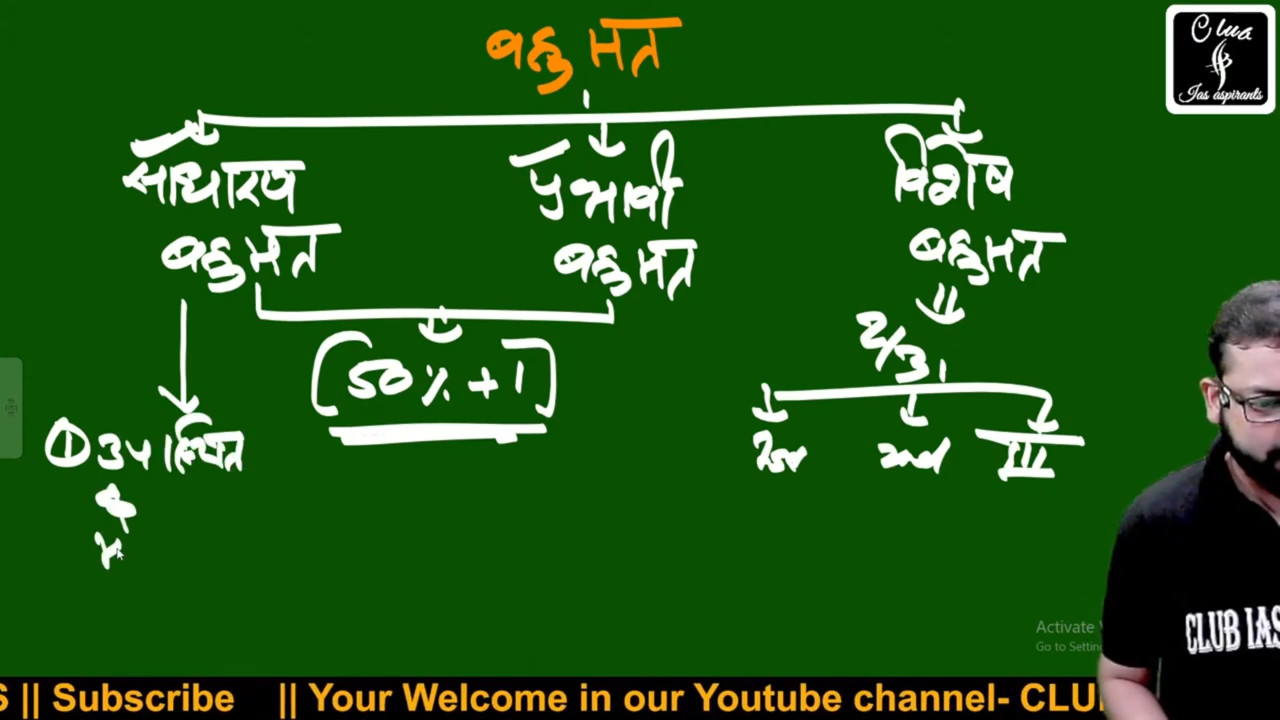 Clua
Ias aspirants
बहुमत
साधारण
बहुमत
प्रभावी
बहुमत
विशेष
बहुमत
[50% + 1]
2/3
① उपस्थित
&
Ist
2nd
III
CLUB IAS
Activate
Go to Settin
S || Subscribe || Your Welcome in our Youtube channel- CLU